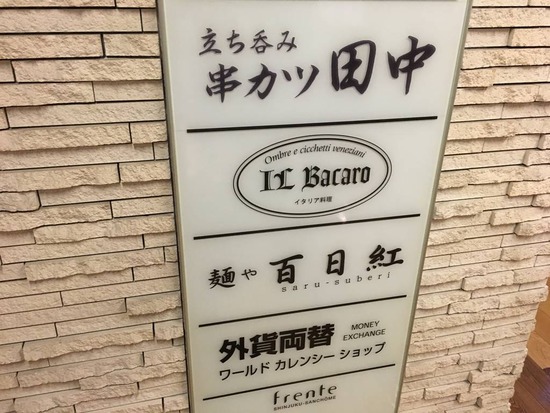 立ち呑み
串カツ田中
Ombre e cicchetti veneziani
IL Bacaro
イタリア料理
麺や 百日紅
saru-suberi
外貨両替 MONEY EXCHANGE
ワールド カレンシー ショップ
frente
SHINJUKU-SANCHOME